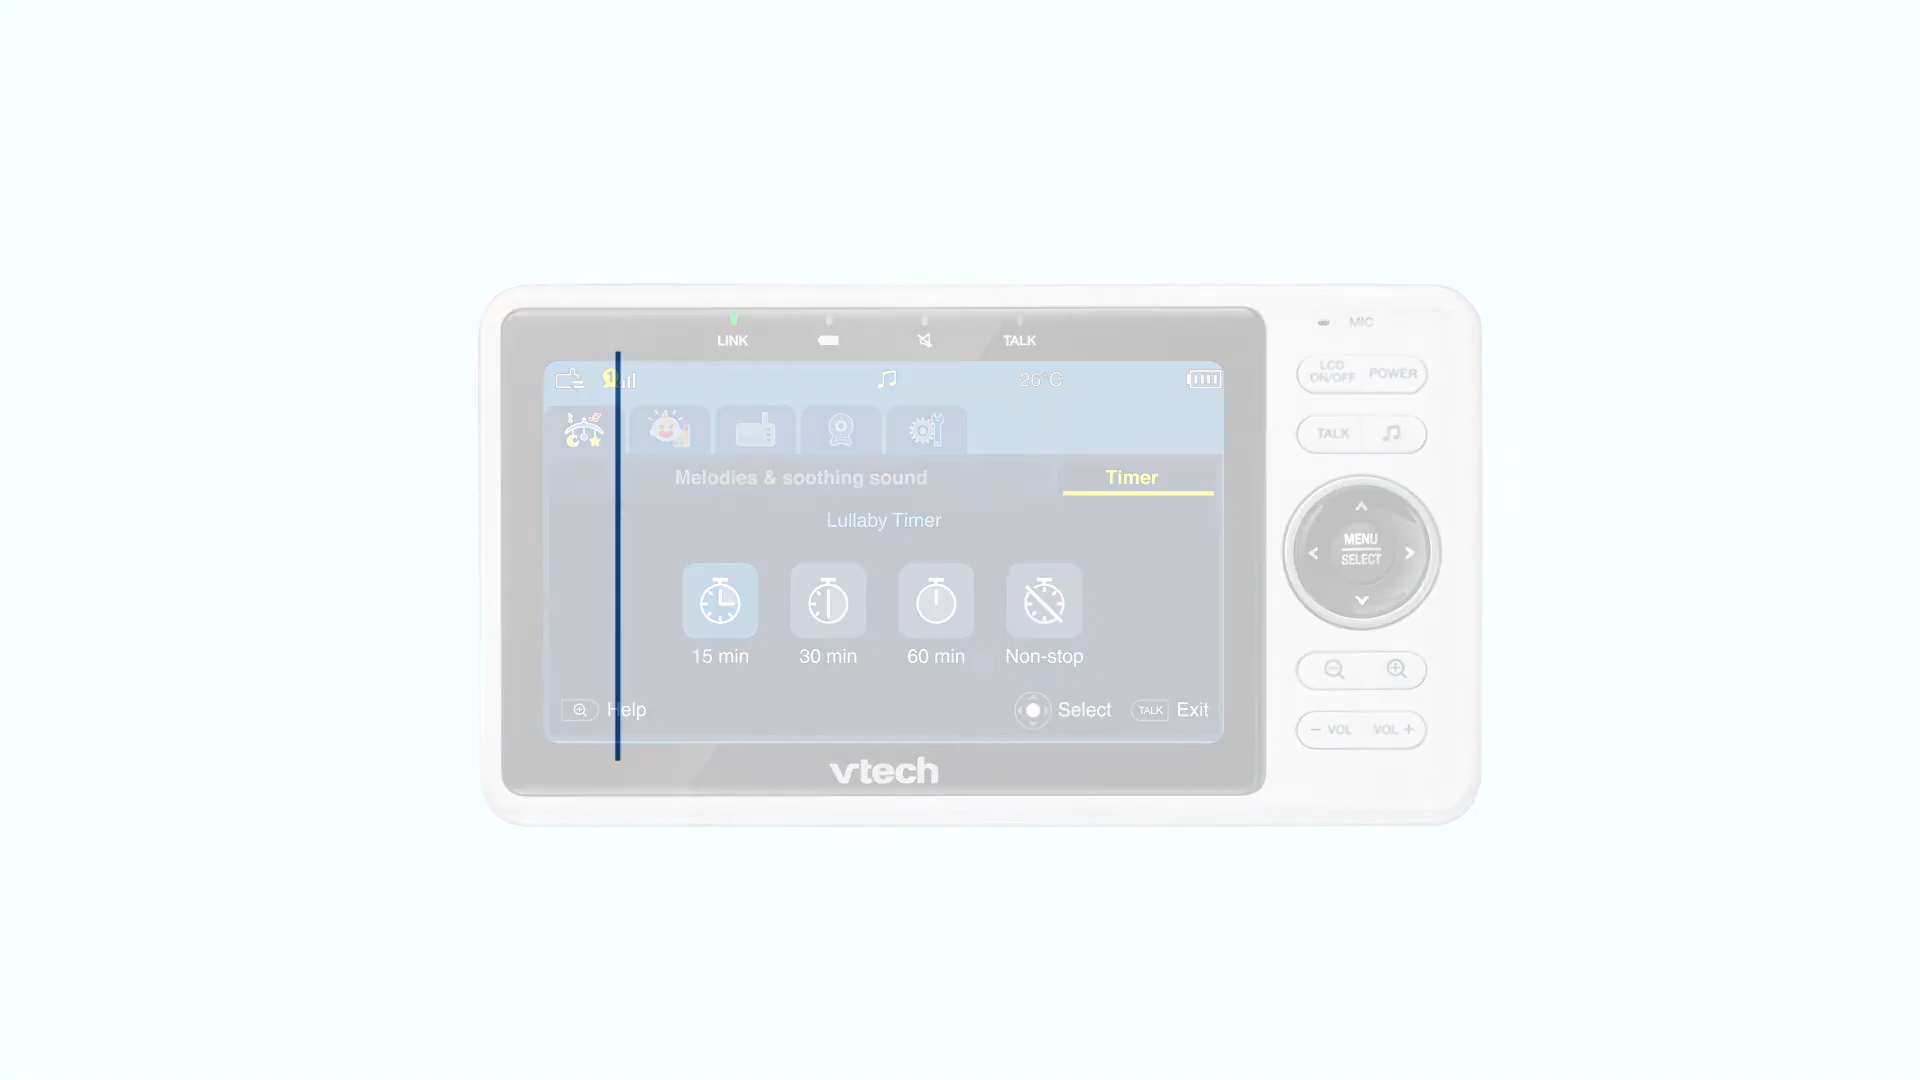 MIC
LINK TALK
LCD ON/OFF POWER
1 26°C
TALK
Melodies & soothing sound Timer
Lullaby Timer
MENU
SELECT
15 min 30 min 60 min Non-stop
Help Select TALK Exit
− VOL VOL +
vtech